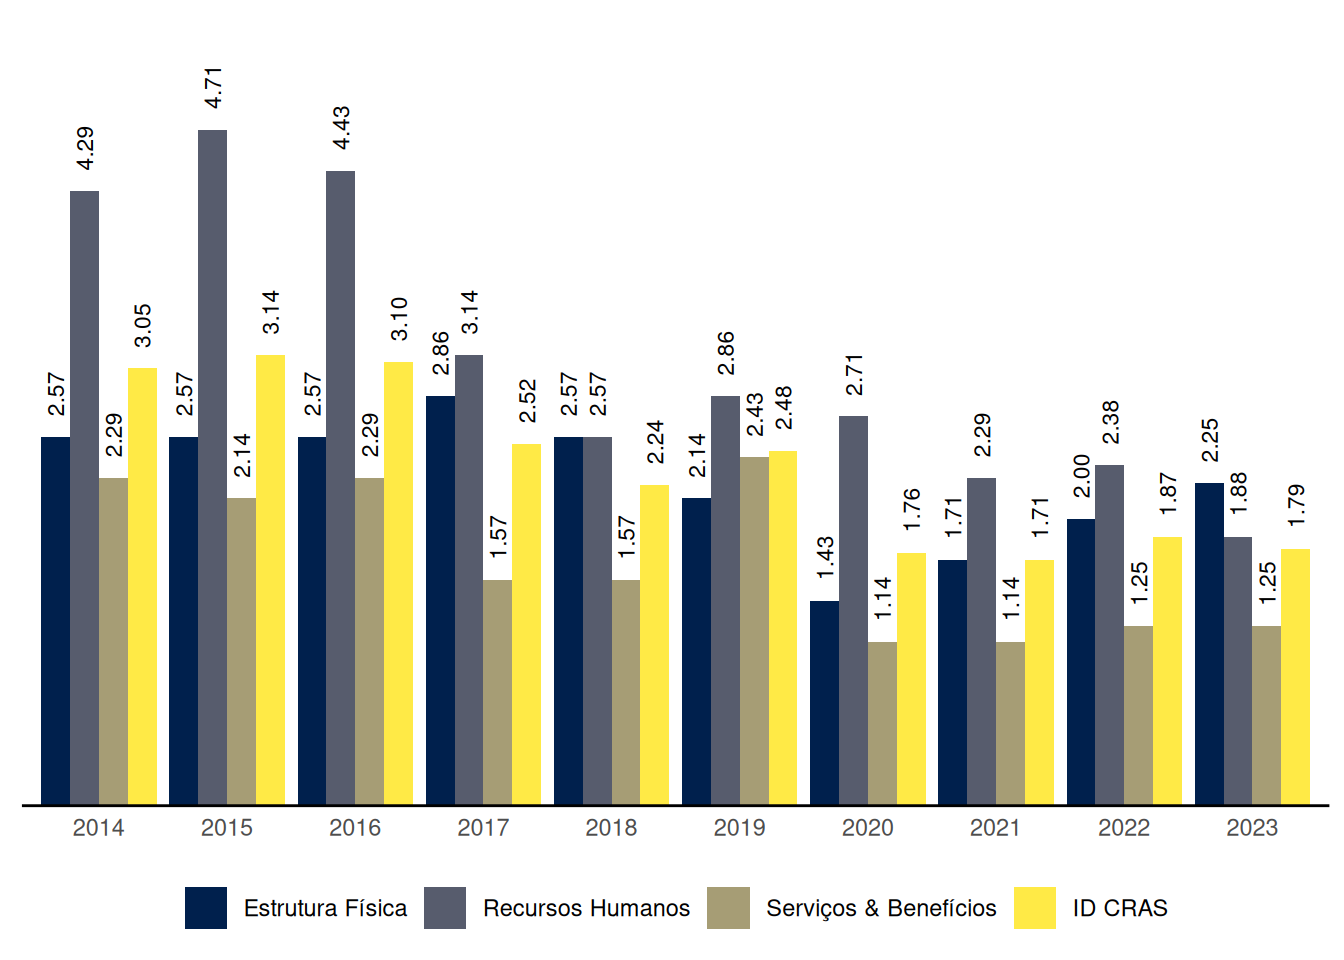 2.57 4.29 2.29 3.05
2.57 4.71 2.14 3.14
2.57 4.43 2.29 3.10
2.86 3.14 1.57 2.52
2.57 2.57 1.57 2.24
2.14 2.86 2.43 2.48
1.43 2.71 1.14 1.76
1.71 2.29 1.14 1.71
2.00 2.38 1.25 1.87
2.25 1.88 1.25 1.79
2014 2015 2016 2017 2018 2019 2020 2021 2022 2023
Estrutura Física Recursos Humanos Serviços & Benefícios ID CRAS